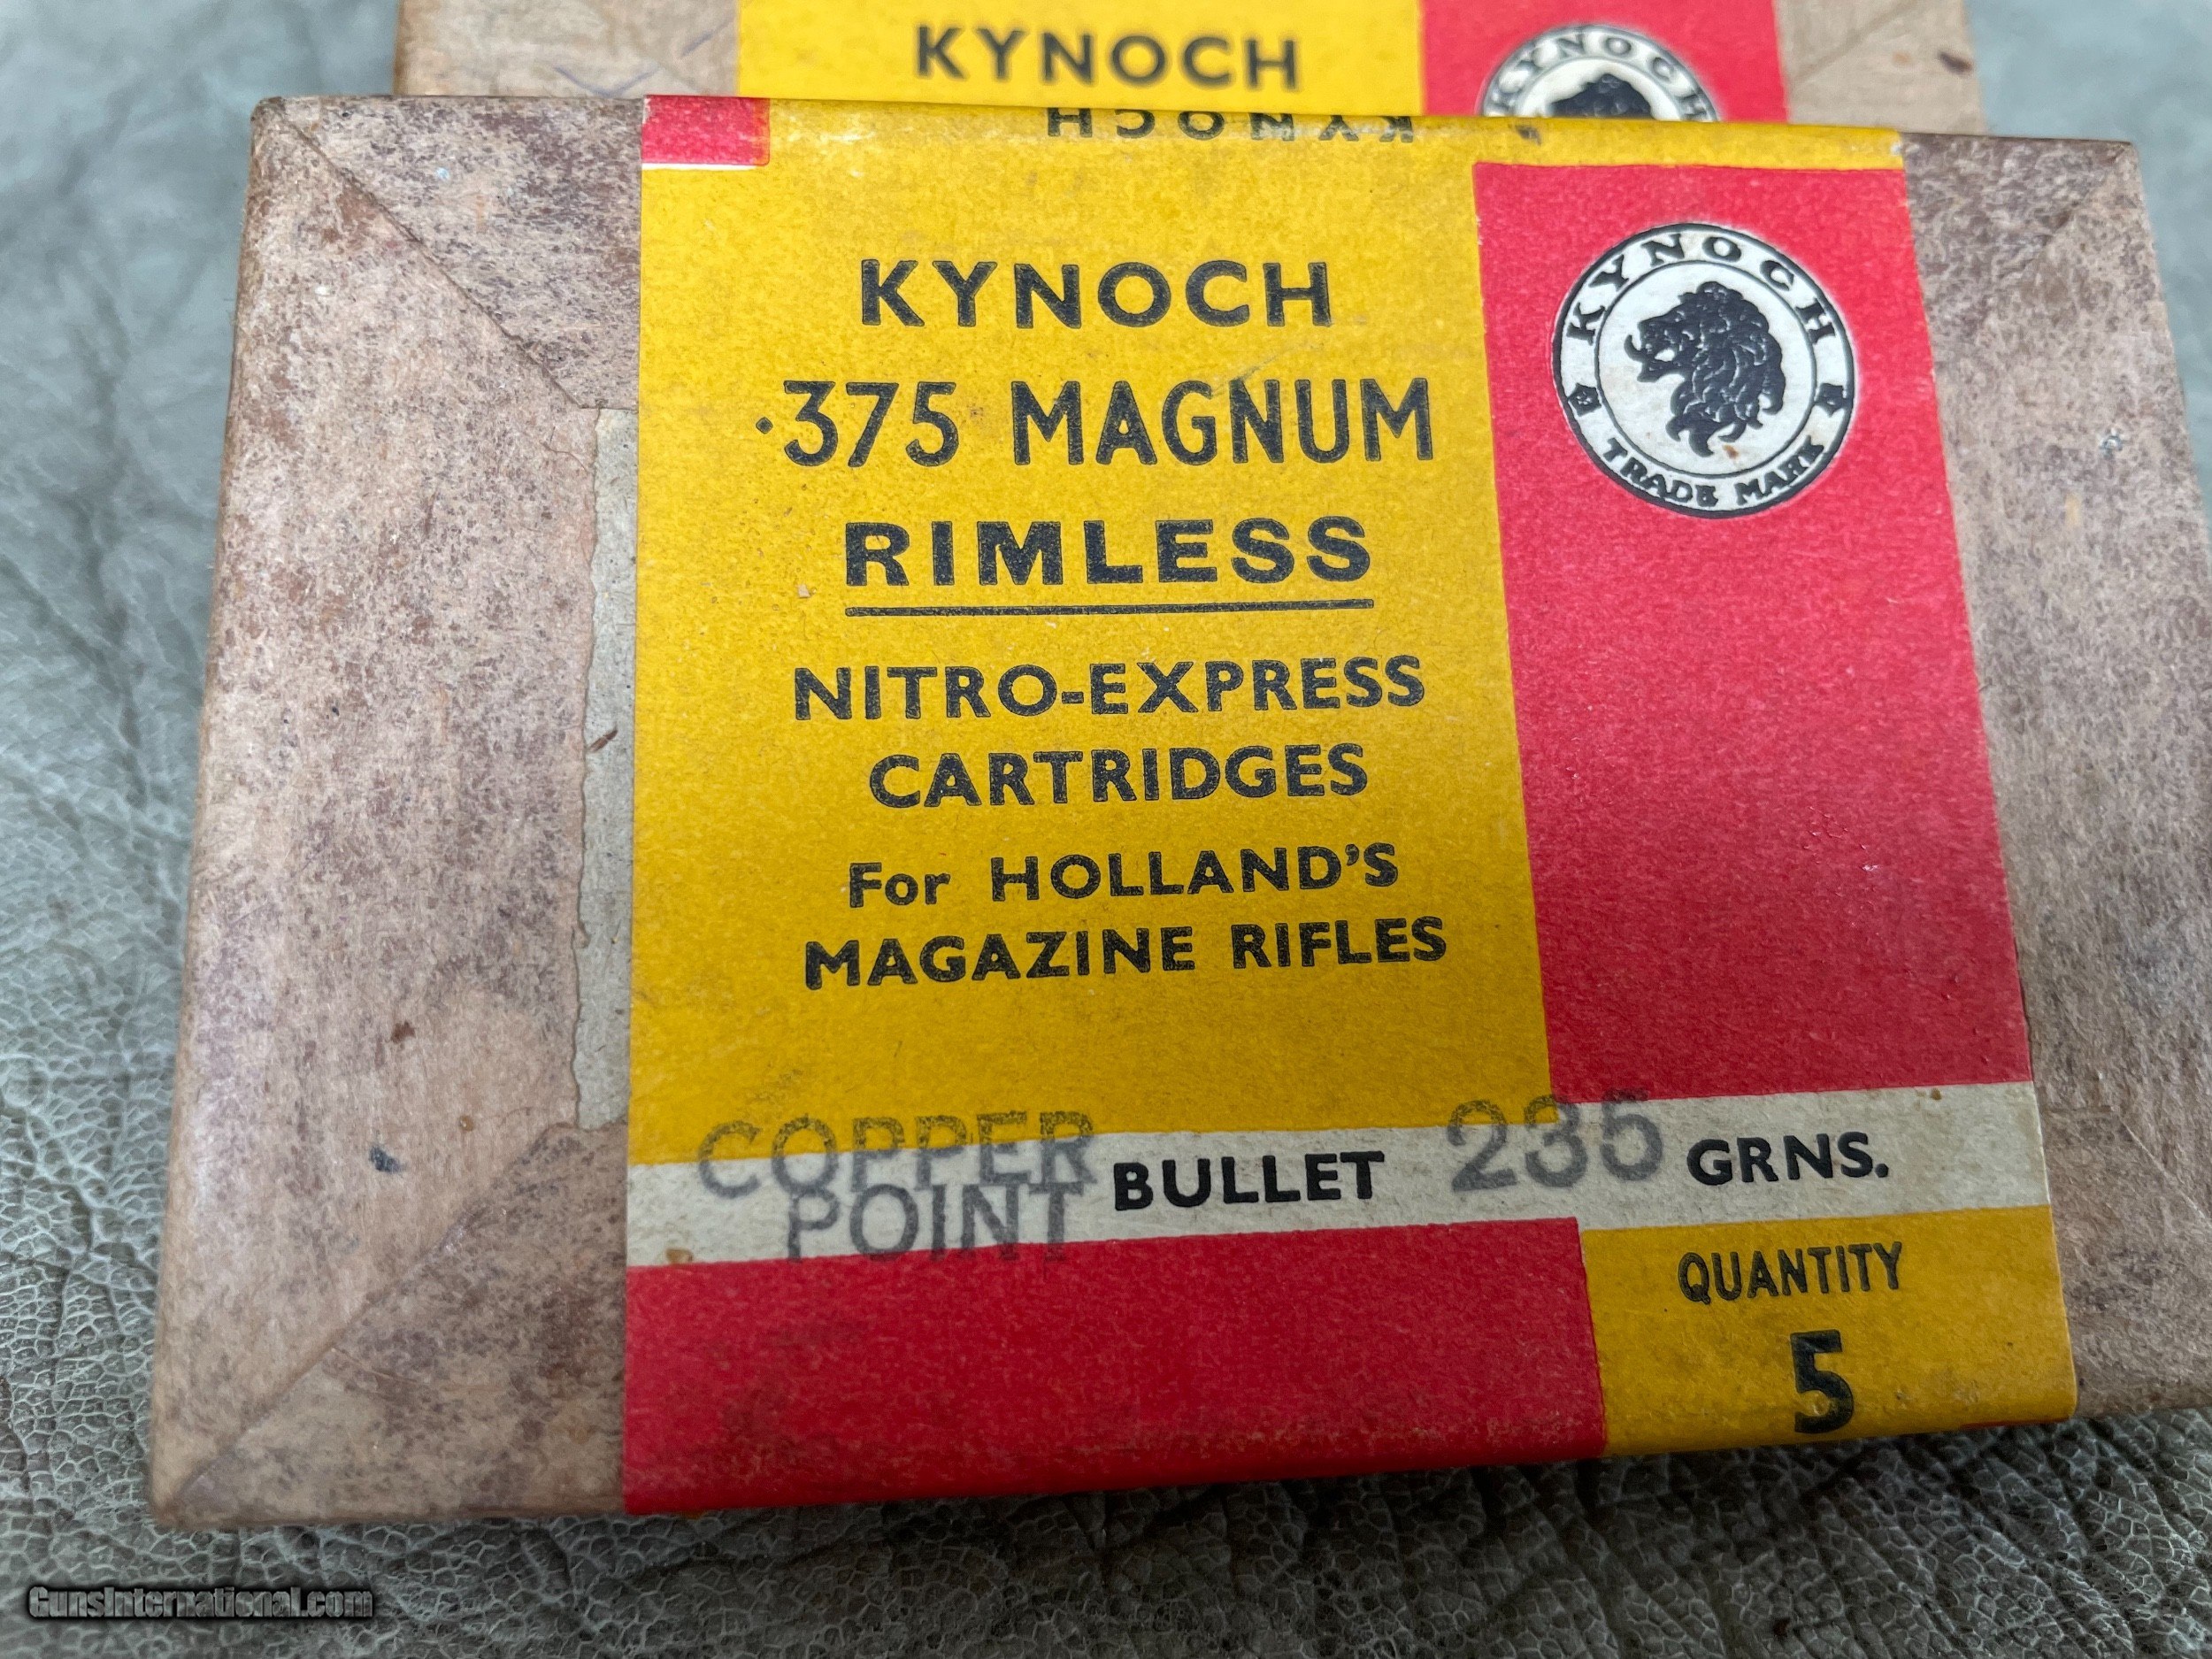 KYNOCH
KYNOCH
KYNOCH
KYNOCH
TRADE MARK
KYNOCH
·375 MAGNUM
RIMLESS
NITRO-EXPRESS
CARTRIDGES
For HOLLAND'S
MAGAZINE RIFLES
COPPER
POINT BULLET 235 GRNS.
QUANTITY
5
GunsInternational.com